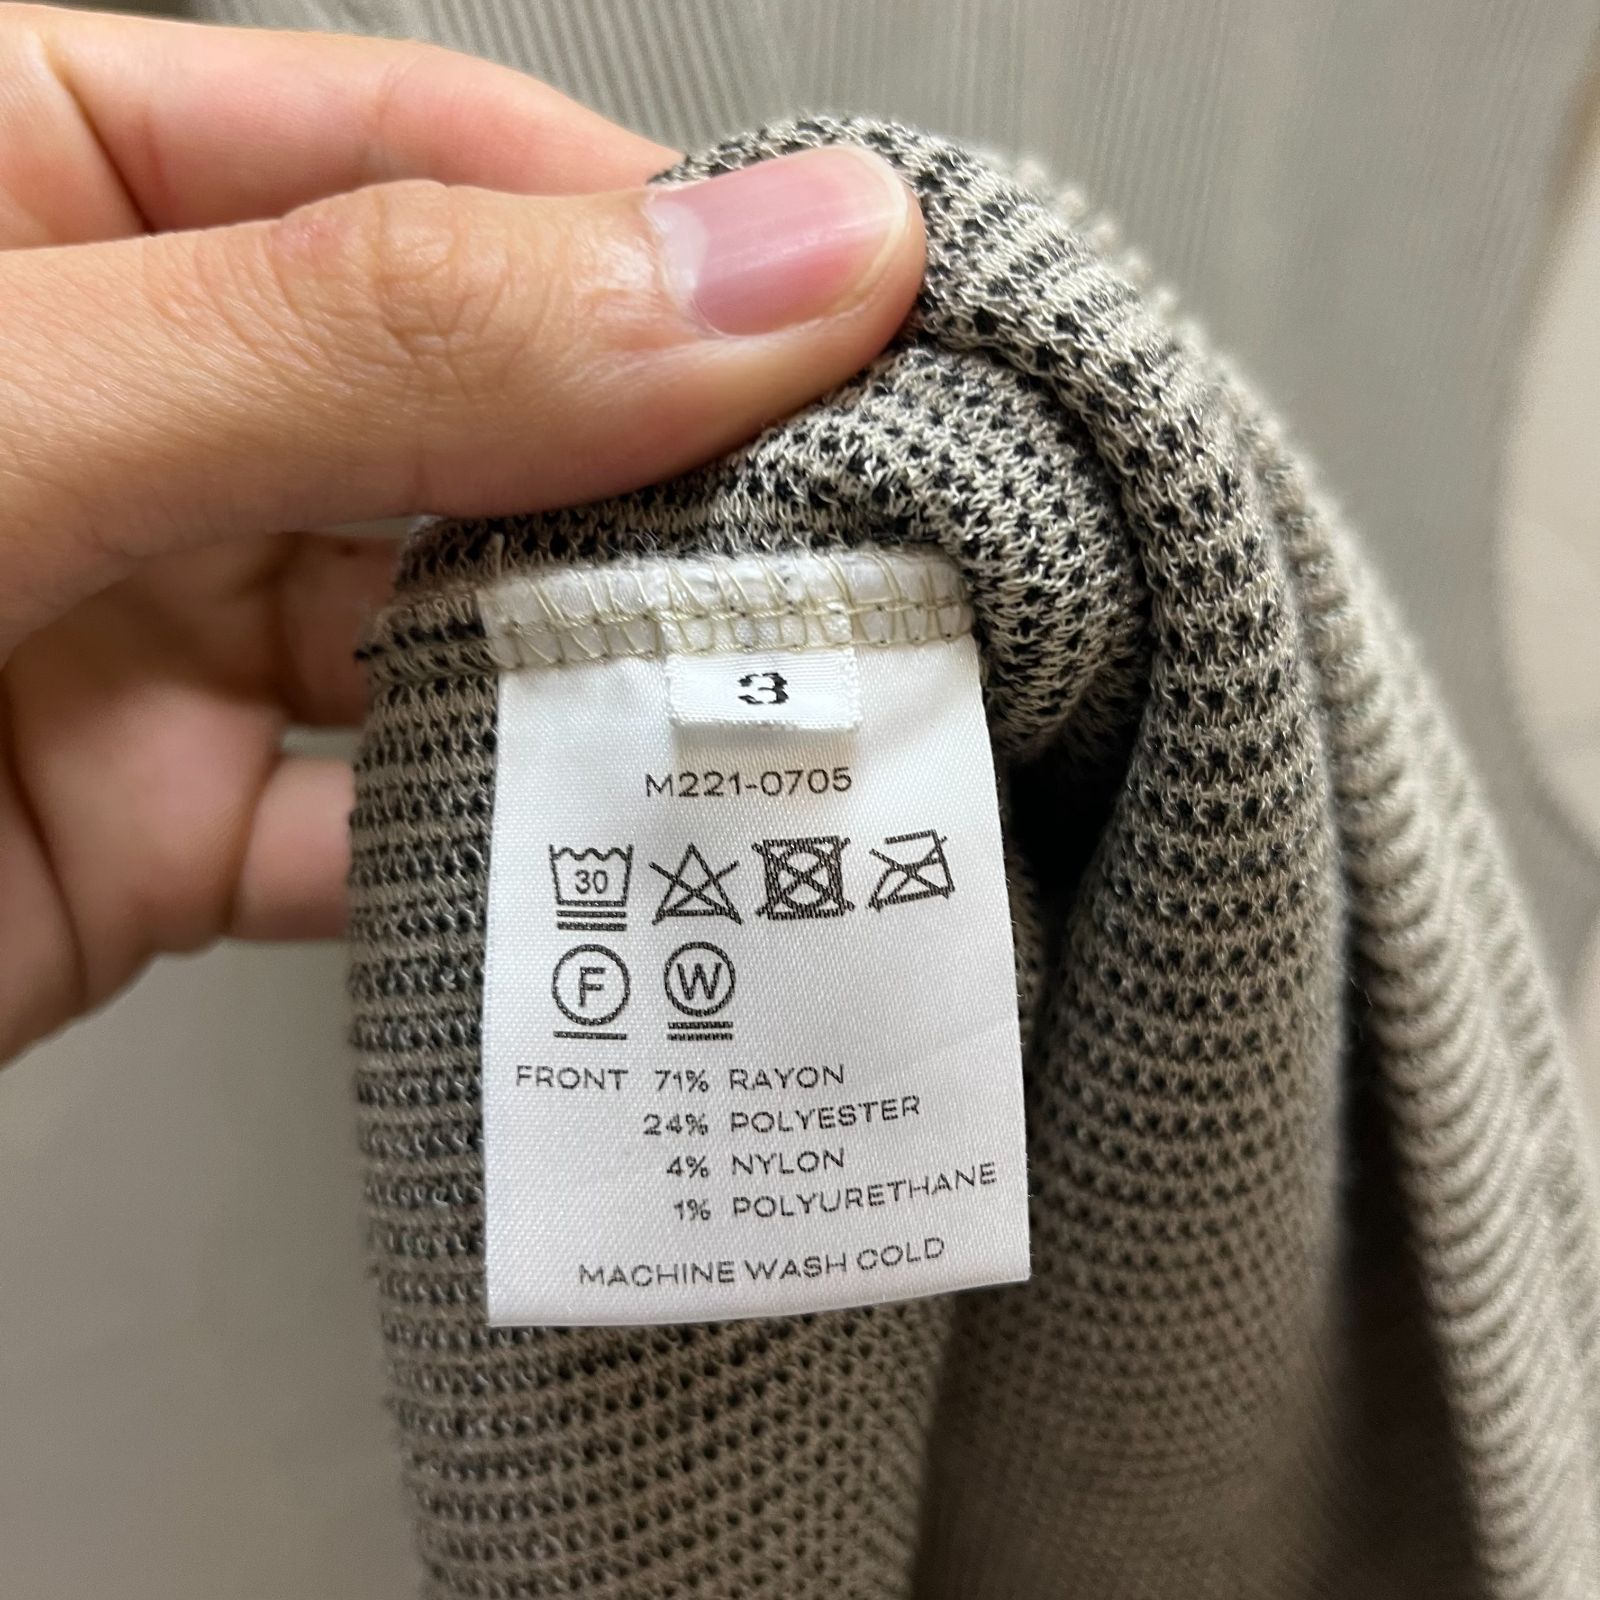 3
M221-0705
30
F W
FRONT 71% RAYON
24% POLYESTER
4% NYLON
1% POLYURETHANE
MACHINE WASH COLD